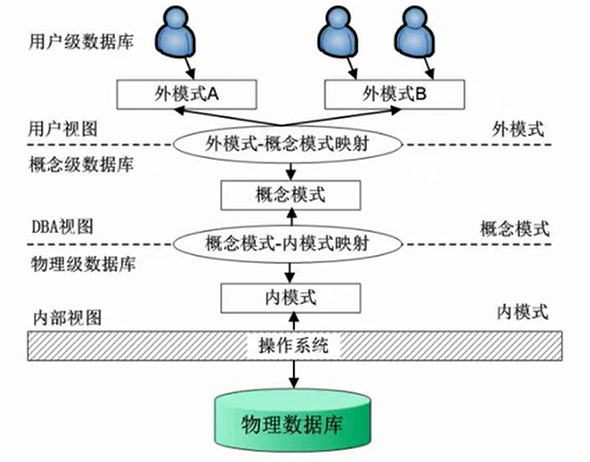 用户级数据库
外模式A
外模式B
用户视图
外模式-概念模式映射
外模式
概念级数据库
概念模式
DBA视图
概念模式-内模式映射
概念模式
物理级数据库
内模式
内部视图
内模式
操作系统
物理数据库